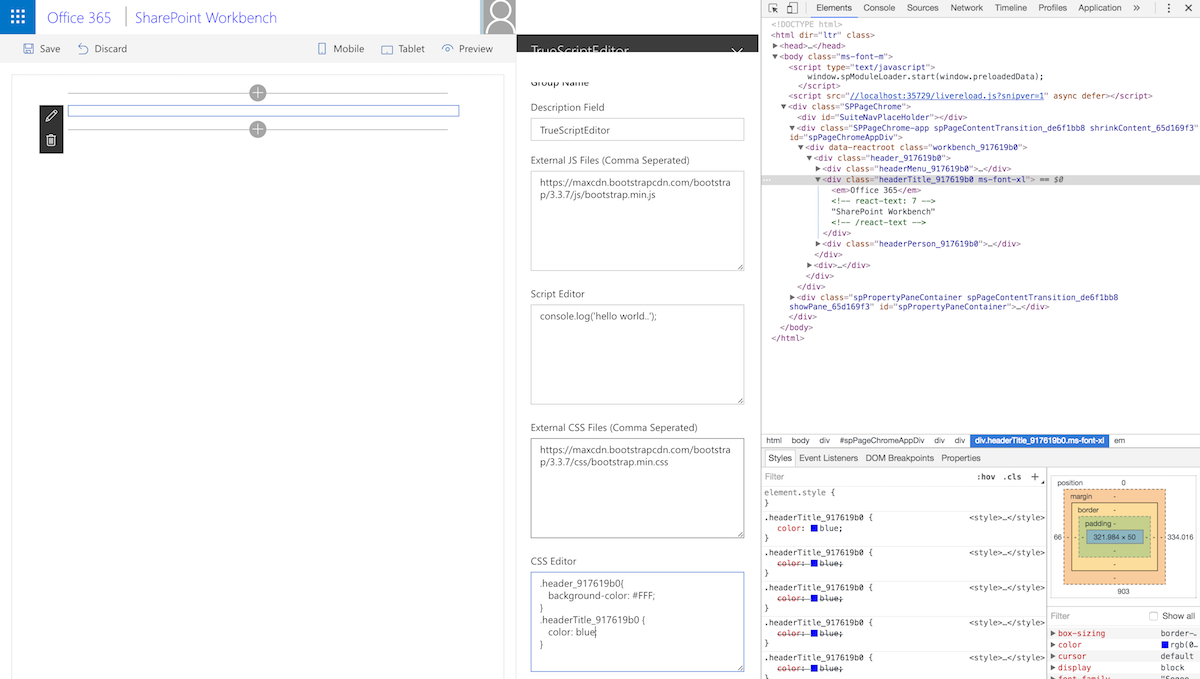 Office 365
SharePoint Workbench
Save
Discard
Mobile
Tablet
Preview
TrueScriptEditor
Group Name
Description Field
TrueScriptEditor
External JS Files (Comma Seperated)
https://maxcdn.bootstrapcdn.com/bootstra
p/3.3.7/js/bootstrap.min.js
Script Editor
console.log('hello world..');
External CSS Files (Comma Seperated)
https://maxcdn.bootstrapcdn.com/bootstra
p/3.3.7/css/bootstrap.min.css
CSS Editor
.header_917619b0{
background-color: #FFF;
}
.headerTitle_917619b0 {
color: blue;
}
Elements Console Sources Network Timeline Profiles Application »
<!DOCTYPE html>
<html dir="ltr" class>
▶<head>…</head>
▼<body class="ms-font-m">
<script type="text/javascript">
window.spModuleLoader.start(window.preloadedData);
</script>
<script src="//localhost:35729/livereload.js?snipver=1" async defer></script>
▼<div class="SPPageChrome">
<div id="SuiteNavPlaceHolder"></div>
▼<div class="SPPageChrome-app spPageContentTransition_de6f1bb8 shrinkContent_65d169f3"
id="spPageChromeAppDiv">
▼<div data-reactroot class="workbench_917619b0">
▼<div class="header_917619b0">
▶<div class="headerMenu_917619b0">…</div>
… ▼<div class="headerTitle_917619b0 ms-font-xl"> == $0
<em>Office 365</em>
<!-- react-text: 7 -->
"SharePoint Workbench"
<!-- /react-text -->
</div>
▶<div class="headerPerson_917619b0">…</div>
</div>
▶<div>…</div>
</div>
</div>
▶<div class="spPropertyPaneContainer spPageContentTransition_de6f1bb8
showPane_65d169f3" id="spPropertyPaneContainer">…</div>
</div>
</body>
</html>
html body div #spPageChromeAppDiv div div div.headerTitle_917619b0.ms-font-xl em
Styles Event Listeners DOM Breakpoints Properties
Filter :hov .cls +
element.style {
}
.headerTitle_917619b0 { <style>…</style>
color: blue;
}
.headerTitle_917619b0 { <style>…</style>
color: blue;
}
.headerTitle_917619b0 { <style>…</style>
color: blue;
}
.headerTitle_917619b0 { <style>…</style>
color: blue;
}
.headerTitle_917619b0 { <style>…</style>
color: blue;
position 0
margin -
border -
padding -
66 - - - 321.984 × 50 - - - 334.016
-
-
-
903
Filter Show all
▶box-sizing border-…
▶color rgb(0…
▶cursor default
▶display block